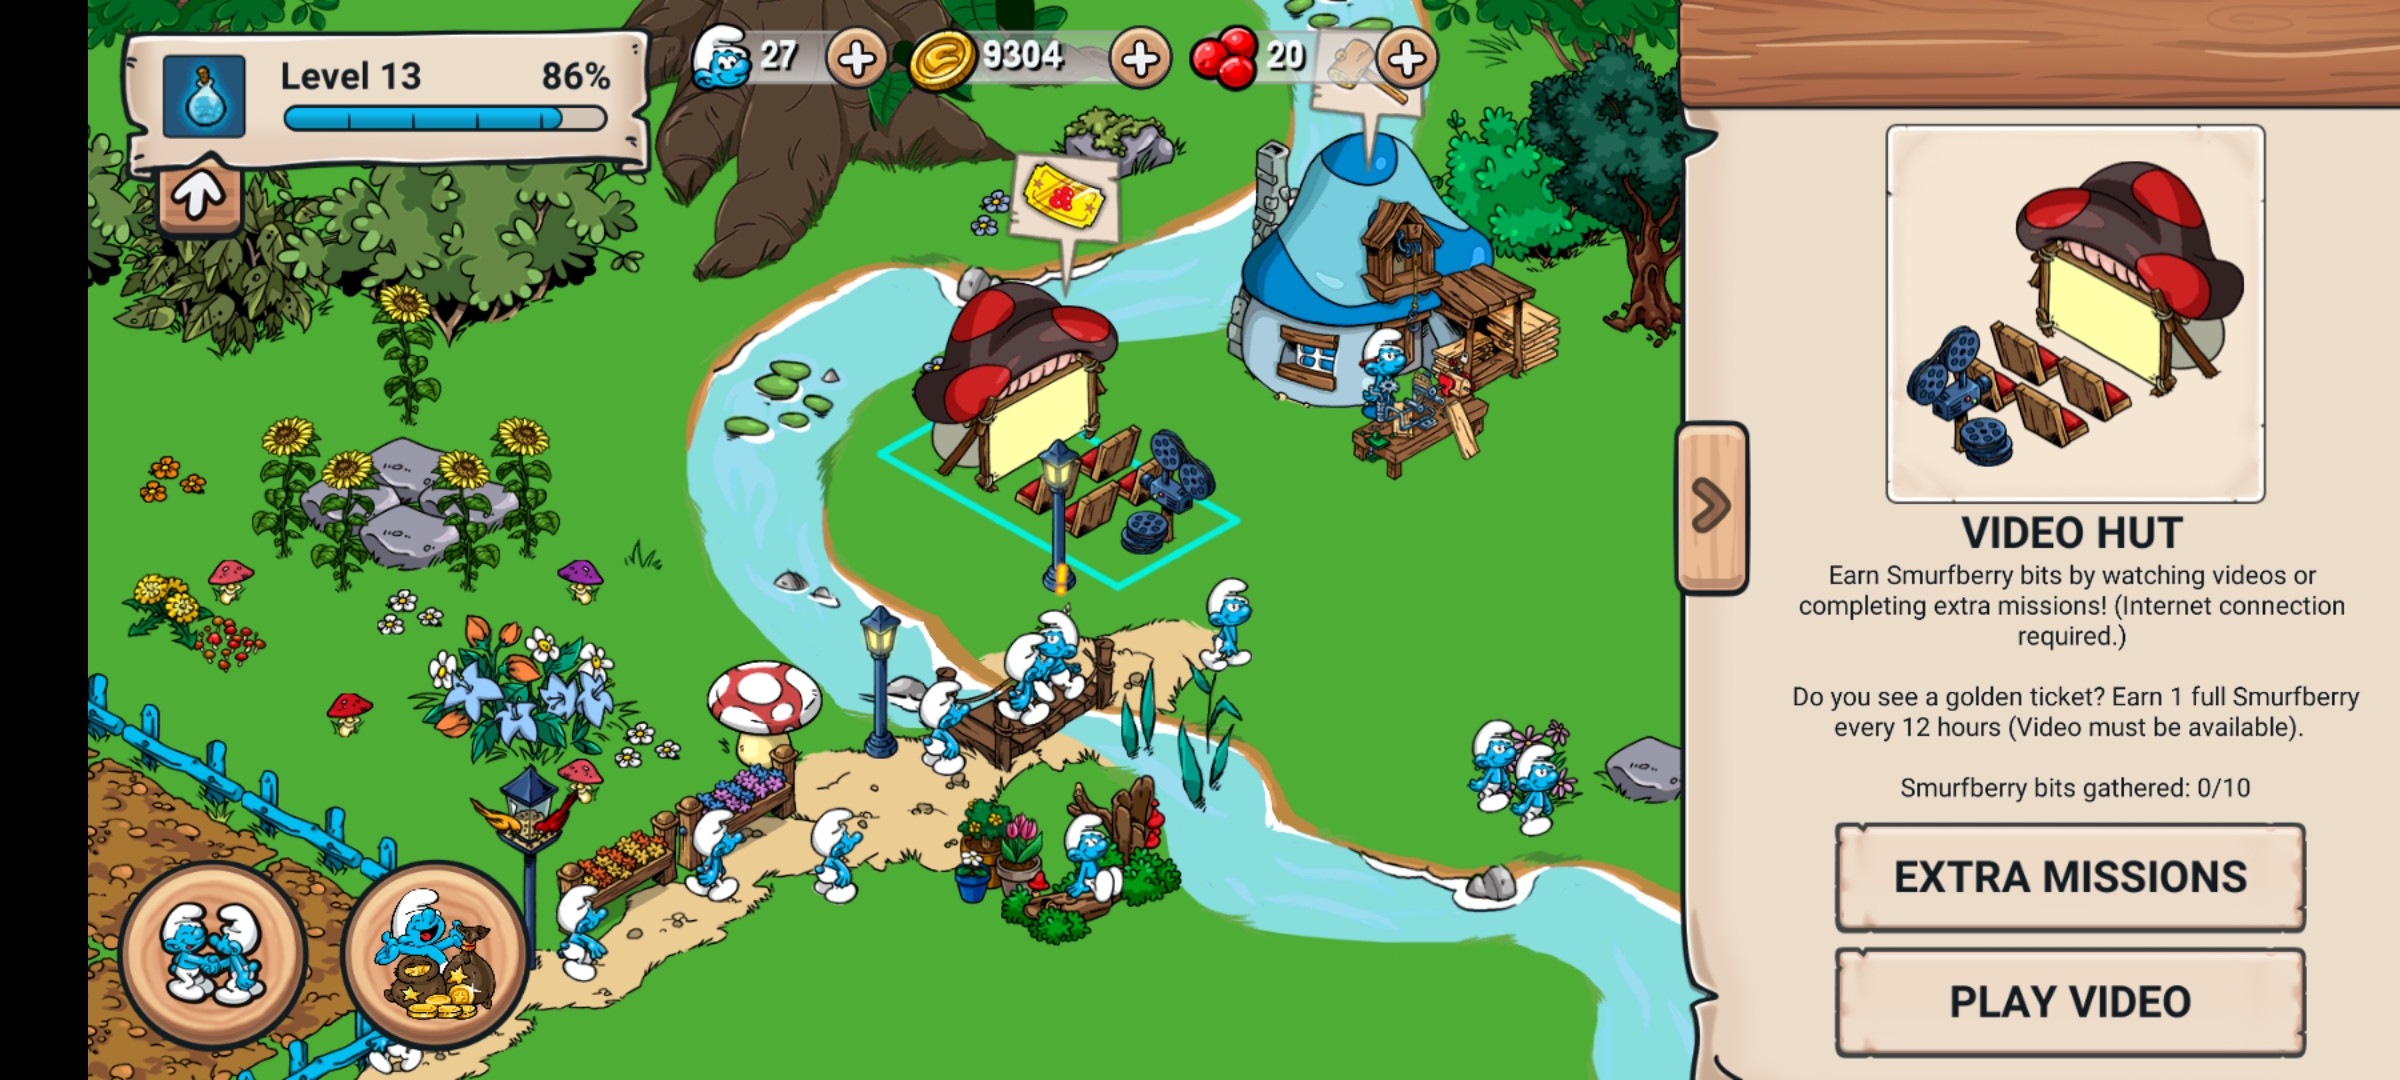 Level 13 86%
27
9304
20
VIDEO HUT
Earn Smurfberry bits by watching videos or
completing extra missions! (Internet connection
required.)
Do you see a golden ticket? Earn 1 full Smurfberry
every 12 hours (Video must be available).
Smurfberry bits gathered: 0/10
EXTRA MISSIONS
PLAY VIDEO